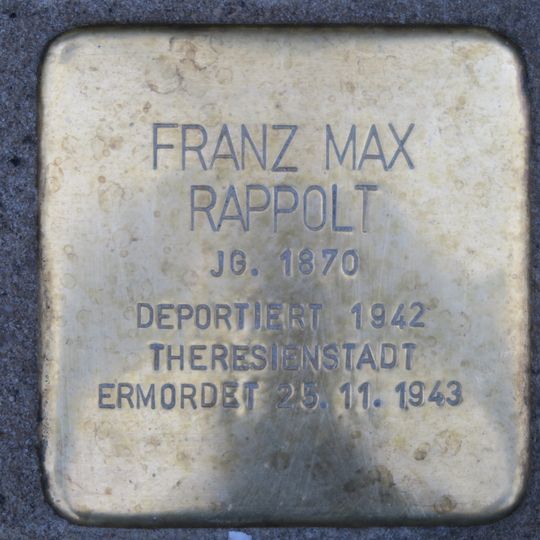 FRANZ MAX
RAPPOLT
JG. 1870
DEPORTIERT 1942
THERESIENSTADT
ERMORDET 25.11.1943